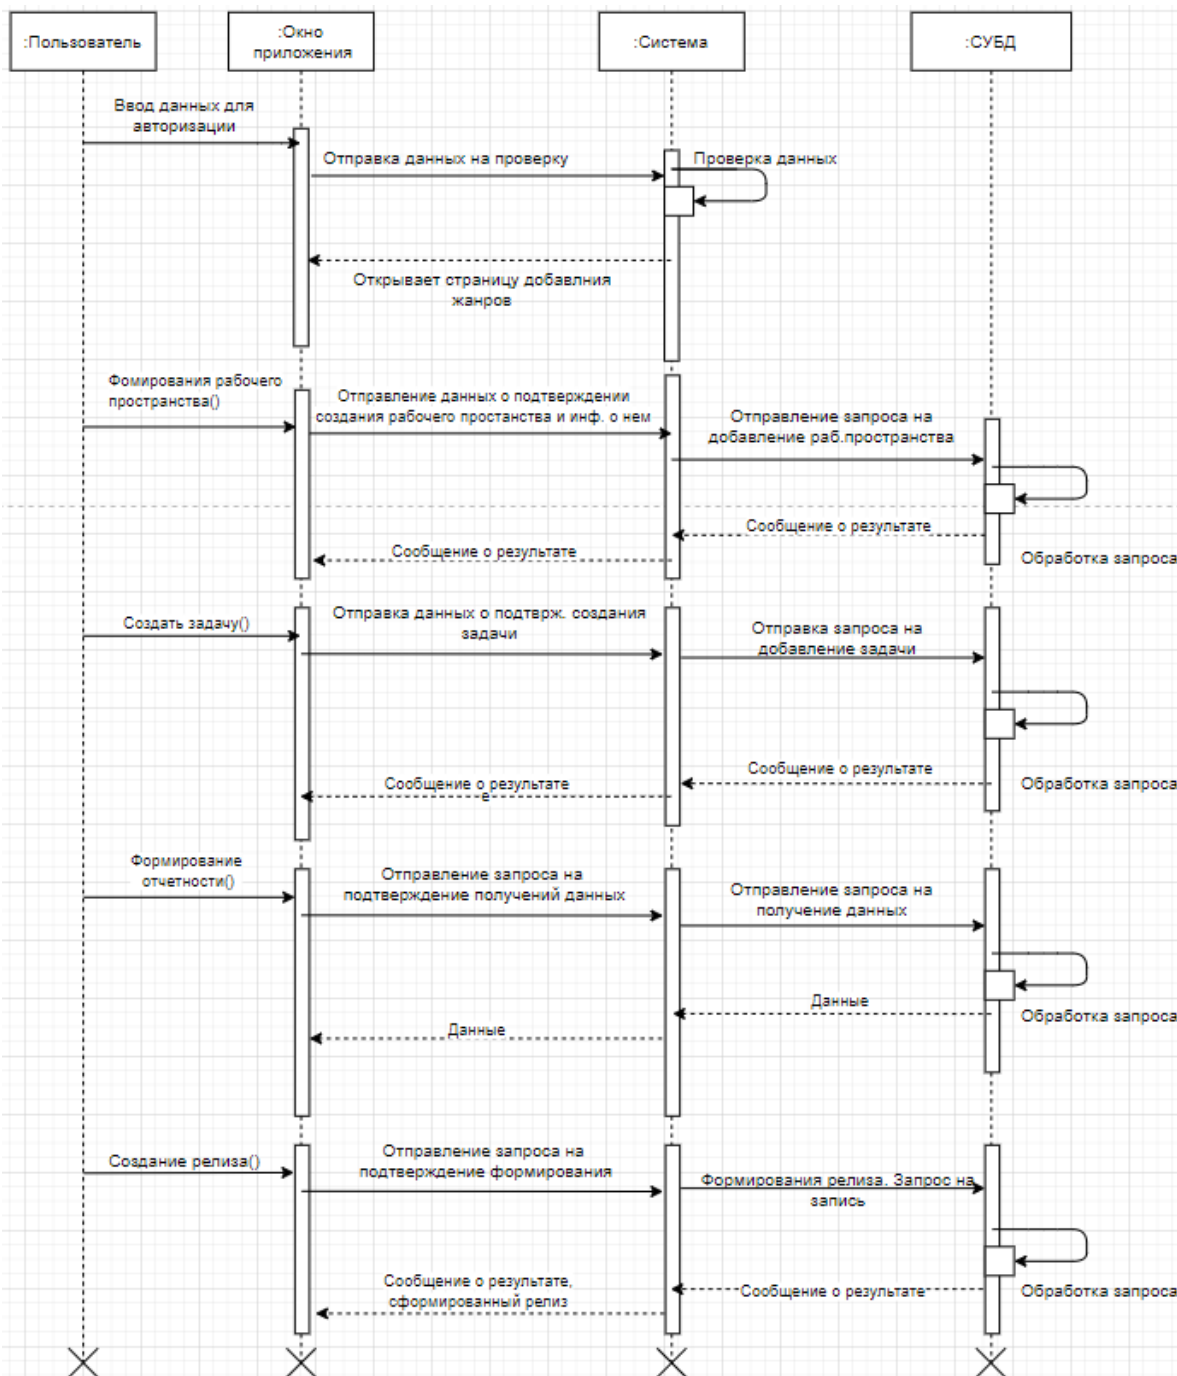 :Пользователь
:Окно
приложения
:Система
:СУБД
Ввод данных для
авторизации
Отправка данных на проверку
Проверка данных
Открывает страницу добавлния
жанров
Фомирования рабочего
пространства()
Отправление данных о подтверждении
создания рабочего простанства и инф. о нем
Отправление запроса на
добавление раб.пространства
Сообщение о результате
Сообщение о результате
Обработка запроса
Создать задачу()
Отправка данных о подтврж. создания
задачи
Отправка запроса на
добавление задачи
Сообщение о результате
Сообщение о результате
е
Обработка запроса
Формирование
отчетности()
Отправление запроса на
подтверждение получений данных
Отправление запроса на
получение данных
Данные
Данные
Обработка запроса
Создание релиза()
Отправление запроса на
подтверждение формирования
Формирования релиза. Запрос на
запись
Сообщение о результате,
сформированный релиз
Сообщение о результате
Обработка запроса